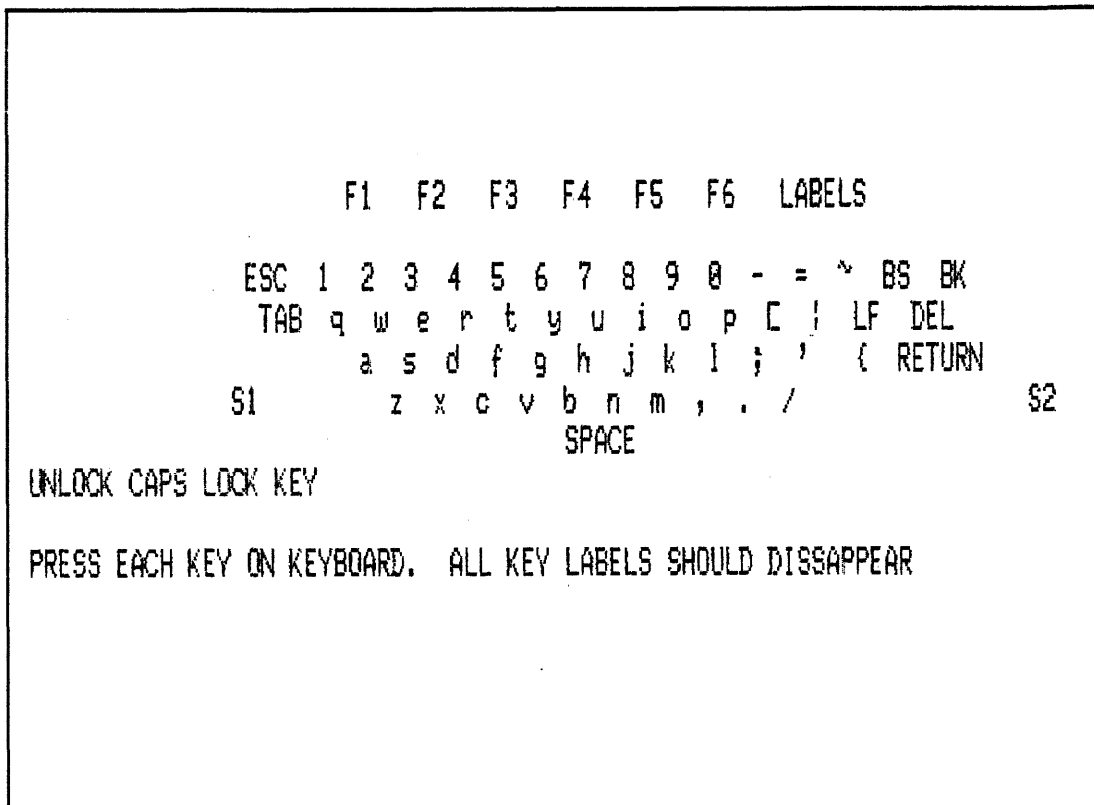 F1 F2 F3 F4 F5 F6 LABELS
ESC 1 2 3 4 5 6 7 8 9 0 - = ~ BS BK
TAB q w e r t y u i o p [ ¦ LF DEL
a s d f g h j k l ; ' { RETURN
S1 z x c v b n m , . / S2
SPACE
UNLOCK CAPS LOCK KEY
PRESS EACH KEY ON KEYBOARD. ALL KEY LABELS SHOULD DISSAPPEAR